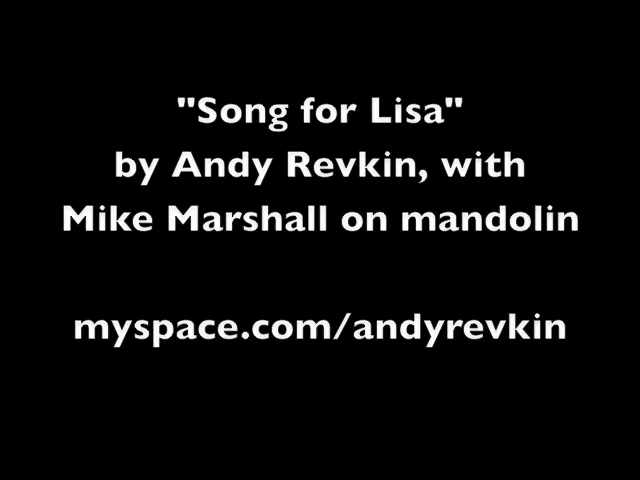 "Song for Lisa"
by Andy Revkin, with
Mike Marshall on mandolin
myspace.com/andyrevkin